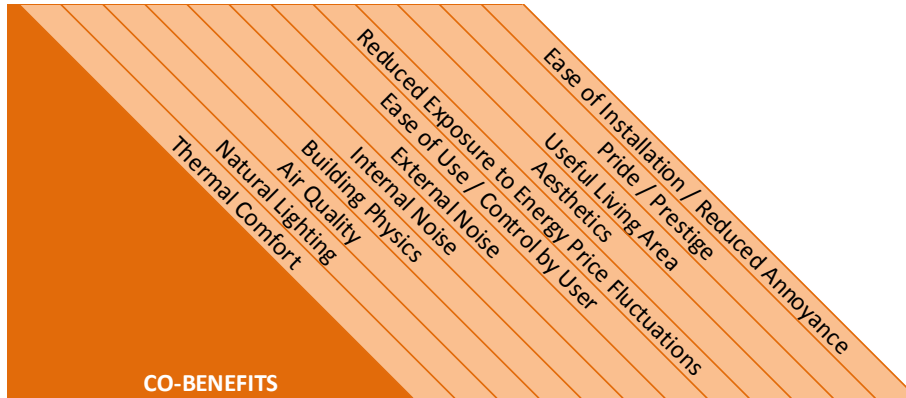 Thermal Comfort
Natural Lighting
Air Quality
Building Physics
Internal Noise
External Noise
Ease of Use / Control by User
Reduced Exposure to Energy Price Fluctuations
Aesthetics
Useful Living Area
Pride / Prestige
Ease of Installation / Reduced Annoyance
CO-BENEFITS